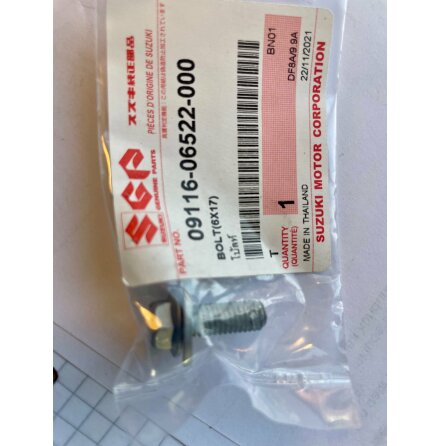 スズキ純正部品
PIÈCES D'ORIGINE DE SUZUKI
SGP
SUZUKI GENUINE PARTS
PART NO.
09116-06522-000
BOLT(6X17)
T
QUANTITY
(QUANTITÉ)
1
BN01
DF8A/9.9A
22/11/2021
MADE IN THAILAND
SUZUKI MOTOR CORPORATION